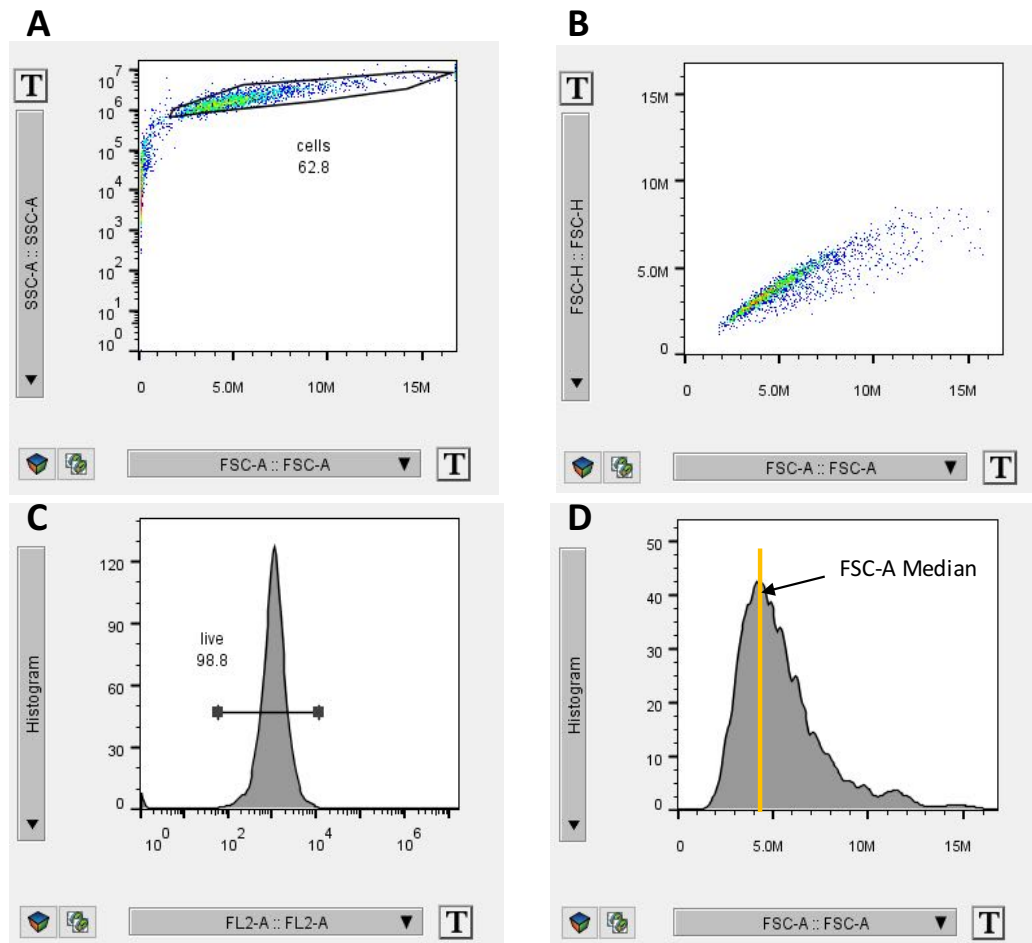 A
T
10^7
10^6
10^5
10^4
10^3
10^2
10^1
10^0
SSC-A :: SSC-A
cells
62.8
0 5.0M 10M 15M
FSC-A :: FSC-A
T
B
T
15M
10M
5.0M
0
FSC-H :: FSC-H
0 5.0M 10M 15M
FSC-A :: FSC-A
T
C
120
90
60
30
0
Histogram
live
98.8
10^0 10^2 10^4 10^6
FL2-A :: FL2-A
T
D
50
40
30
20
10
0
Histogram
FSC-A Median
0 5.0M 10M 15M
FSC-A :: FSC-A
T